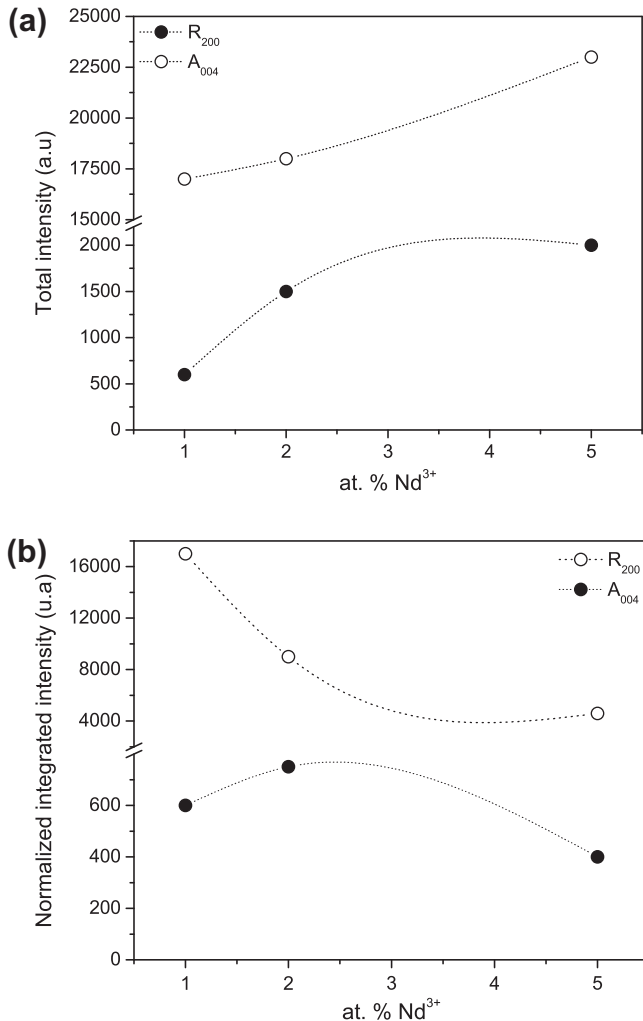 (a)
R₂₀₀
A₀₀₄
Total intensity (a.u)
25000
22500
20000
17500
15000
2000
1500
1000
500
0
1 2 3 4 5
at. % Nd³⁺
(b)
R₂₀₀
A₀₀₄
Normalized integrated intensity (u.a)
16000
12000
8000
4000
600
400
200
0
1 2 3 4 5
at. % Nd³⁺